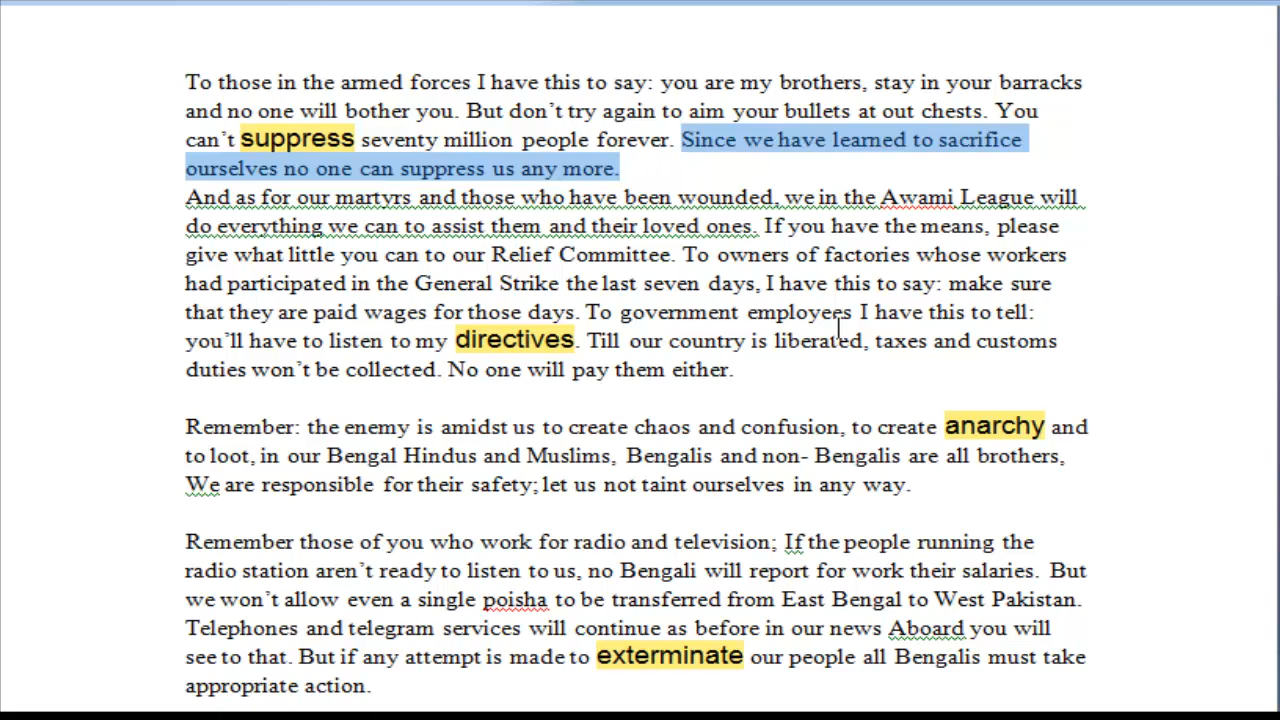 To those in the armed forces I have this to say: you are my brothers, stay in your barracks
and no one will bother you. But don’t try again to aim your bullets at out chests. You
can’t suppress seventy million people forever. Since we have learned to sacrifice
ourselves no one can suppress us any more.
And as for our martyrs and those who have been wounded, we in the Awami League will
do everything we can to assist them and their loved ones. If you have the means, please
give what little you can to our Relief Committee. To owners of factories whose workers
had participated in the General Strike the last seven days, I have this to say: make sure
that they are paid wages for those days. To government employees I have this to tell:
you’ll have to listen to my directives. Till our country is liberated, taxes and customs
duties won’t be collected. No one will pay them either.
Remember: the enemy is amidst us to create chaos and confusion, to create anarchy and
to loot, in our Bengal Hindus and Muslims, Bengalis and non- Bengalis are all brothers,
We are responsible for their safety; let us not taint ourselves in any way.
Remember those of you who work for radio and television; If the people running the
radio station aren’t ready to listen to us, no Bengali will report for work their salaries. But
we won’t allow even a single poisha to be transferred from East Bengal to West Pakistan.
Telephones and telegram services will continue as before in our news Aboard you will
see to that. But if any attempt is made to exterminate our people all Bengalis must take
appropriate action.